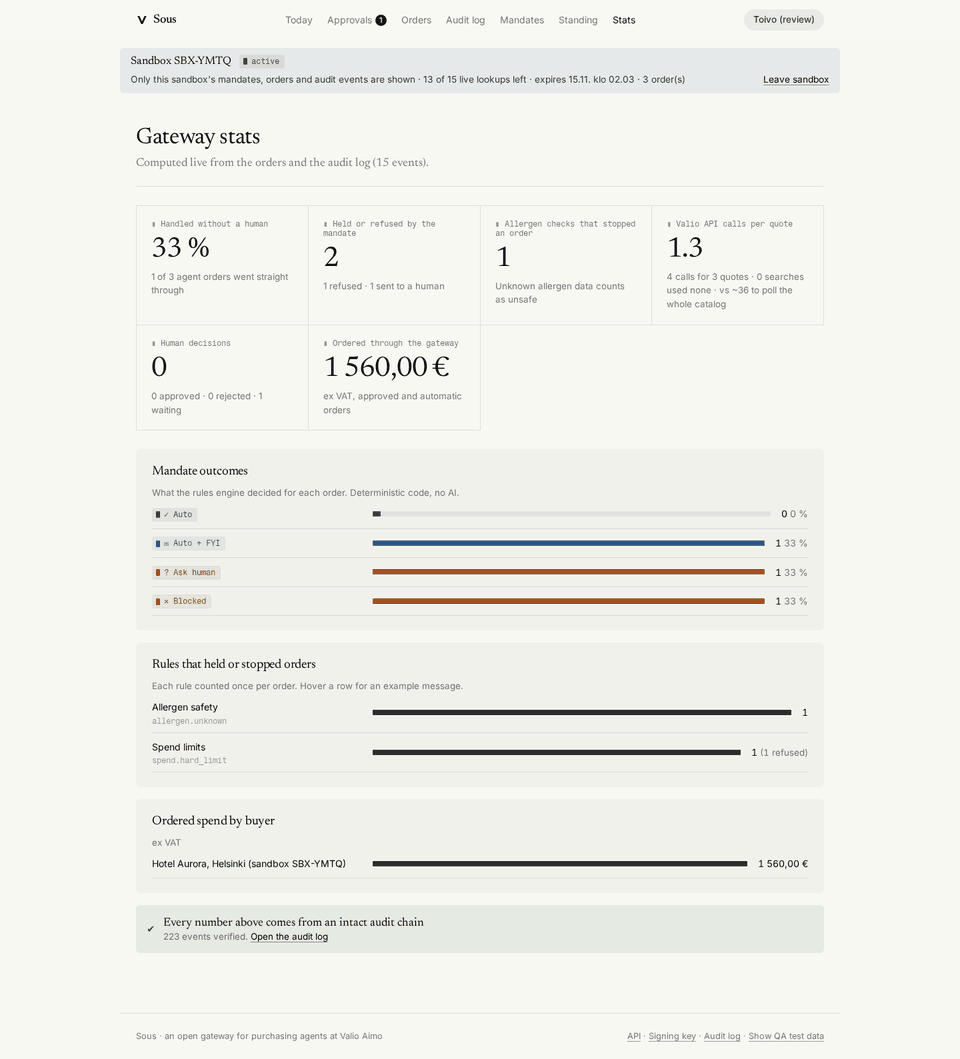 Sous
Today
Approvals 1
Orders
Audit log
Mandates
Standing
Stats
Toivo (review)
Sandbox SBX-YMTQ
active
Only this sandbox's mandates, orders and audit events are shown · 13 of 15 live lookups left · expires 15.11. klo 02.03 · 3 order(s)
Leave sandbox
Gateway stats
Computed live from the orders and the audit log (15 events).
Handled without a human
33 %
1 of 3 agent orders went straight
through
Held or refused by the
mandate
2
1 refused · 1 sent to a human
Allergen checks that stopped
an order
1
Unknown allergen data counts
as unsafe
Valio API calls per quote
1.3
4 calls for 3 quotes · 0 searches
used none · vs ~36 to poll the
whole catalog
Human decisions
0
0 approved · 0 rejected · 1
waiting
Ordered through the gateway
1 560,00 €
ex VAT, approved and automatic
orders
Mandate outcomes
What the rules engine decided for each order. Deterministic code, no AI.
✓ Auto
0 0 %
✉ Auto + FYI
1 33 %
? Ask human
1 33 %
× Blocked
1 33 %
Rules that held or stopped orders
Each rule counted once per order. Hover a row for an example message.
Allergen safety
allergen.unknown
1
Spend limits
spend.hard_limit
1 (1 refused)
Ordered spend by buyer
ex VAT
Hotel Aurora, Helsinki (sandbox SBX-YMTQ)
1 560,00 €
✔ Every number above comes from an intact audit chain
223 events verified. Open the audit log
Sous · an open gateway for purchasing agents at Valio Aimo
API · Signing key · Audit log · Show QA test data